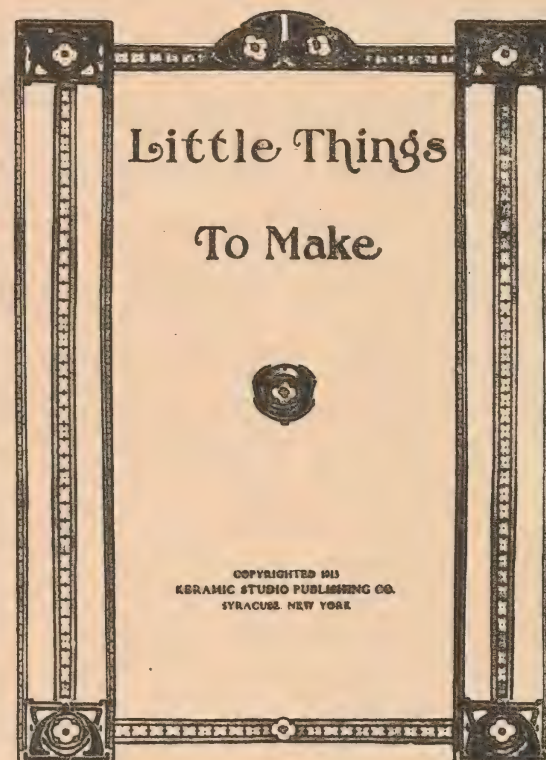 Little Things
To Make
COPYRIGHTED 1913
KERAMIC STUDIO PUBLISHING CO.
SYRACUSE, NEW YORK